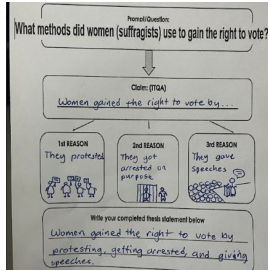 Prompt/Question:
What methods did women (suffragists) use to gain the right to vote?
Claim: (ITQA)
Women gained the right to vote by....
1st REASON
They protested
2nd REASON
They got
arrested on
purpose
3rd REASON
They gave
speeches
Write your completed thesis statement below
Women gained the right to vote by
protesting, getting arrested, and giving
speeches.